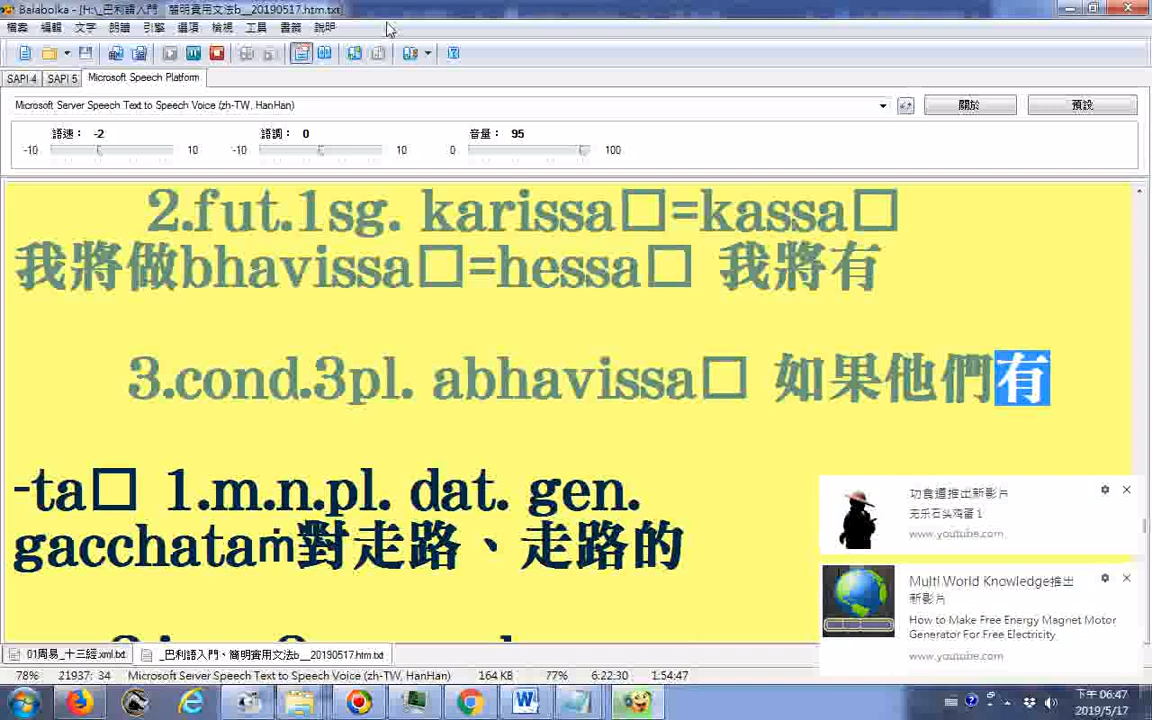 Balabolka - [H:\_巴利語入門、簡明實用文法b__20190517.htm.txt]
檔案 編輯 文字 朗讀 引擎 選項 檢視 工具 書籤 說明
SAPI 4 SAPI 5 Microsoft Speech Platform
Microsoft Server Speech Text to Speech Voice (zh-TW, HanHan) 關於 預設
語速： -2 語調： 0 音量： 95
-10 10 -10 10 0 100
2.fut.1sg. karissa□=kassa□
我將做bhavissa□=hessa□ 我將有
3.cond.3pl. abhavissa□ 如果他們有
-ta□ 1.m.n.pl. dat. gen.
gacchataṁ對走路、走路的
功食遷推出新影片
无乐石头鸡蛋 1
www.youtube.com
Multi World Knowledge推出
新影片
How to Make Free Energy Magnet Motor
Generator For Free Electricity
www.youtube.com
01周易_十三經.xml.txt _巴利語入門、簡明實用文法b__20190517.htm.txt
78% 21937: 34 Microsoft Server Speech Text to Speech Voice (zh-TW, HanHan) 164 KB 77% 6:22:30 1:54:47
下午 06:47
2019/5/17